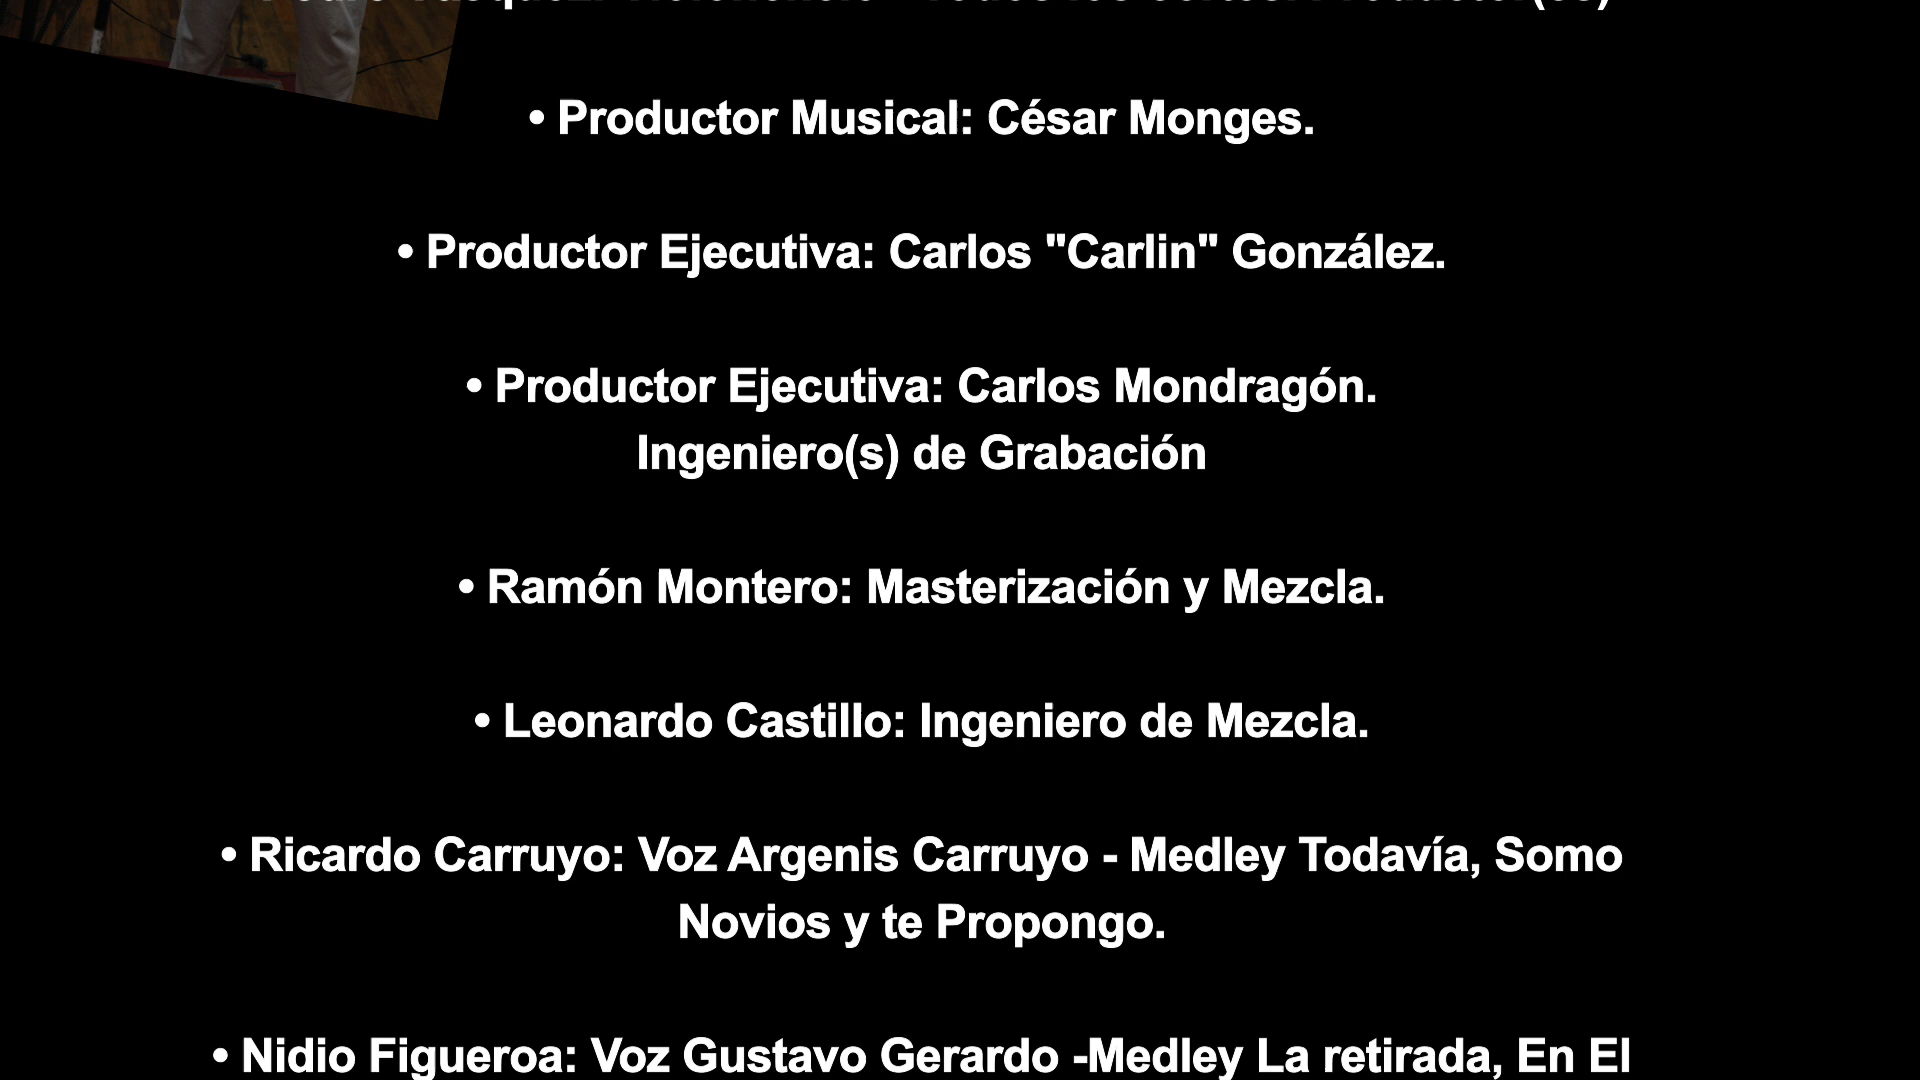 • Productor Musical: César Monges.
• Productor Ejecutiva: Carlos "Carlin" González.
• Productor Ejecutiva: Carlos Mondragón.
Ingeniero(s) de Grabación
• Ramón Montero: Masterización y Mezcla.
• Leonardo Castillo: Ingeniero de Mezcla.
• Ricardo Carruyo: Voz Argenis Carruyo - Medley Todavía, Somo
Novios y te Propongo.
• Nidio Figueroa: Voz Gustavo Gerardo -Medley La retirada, En El